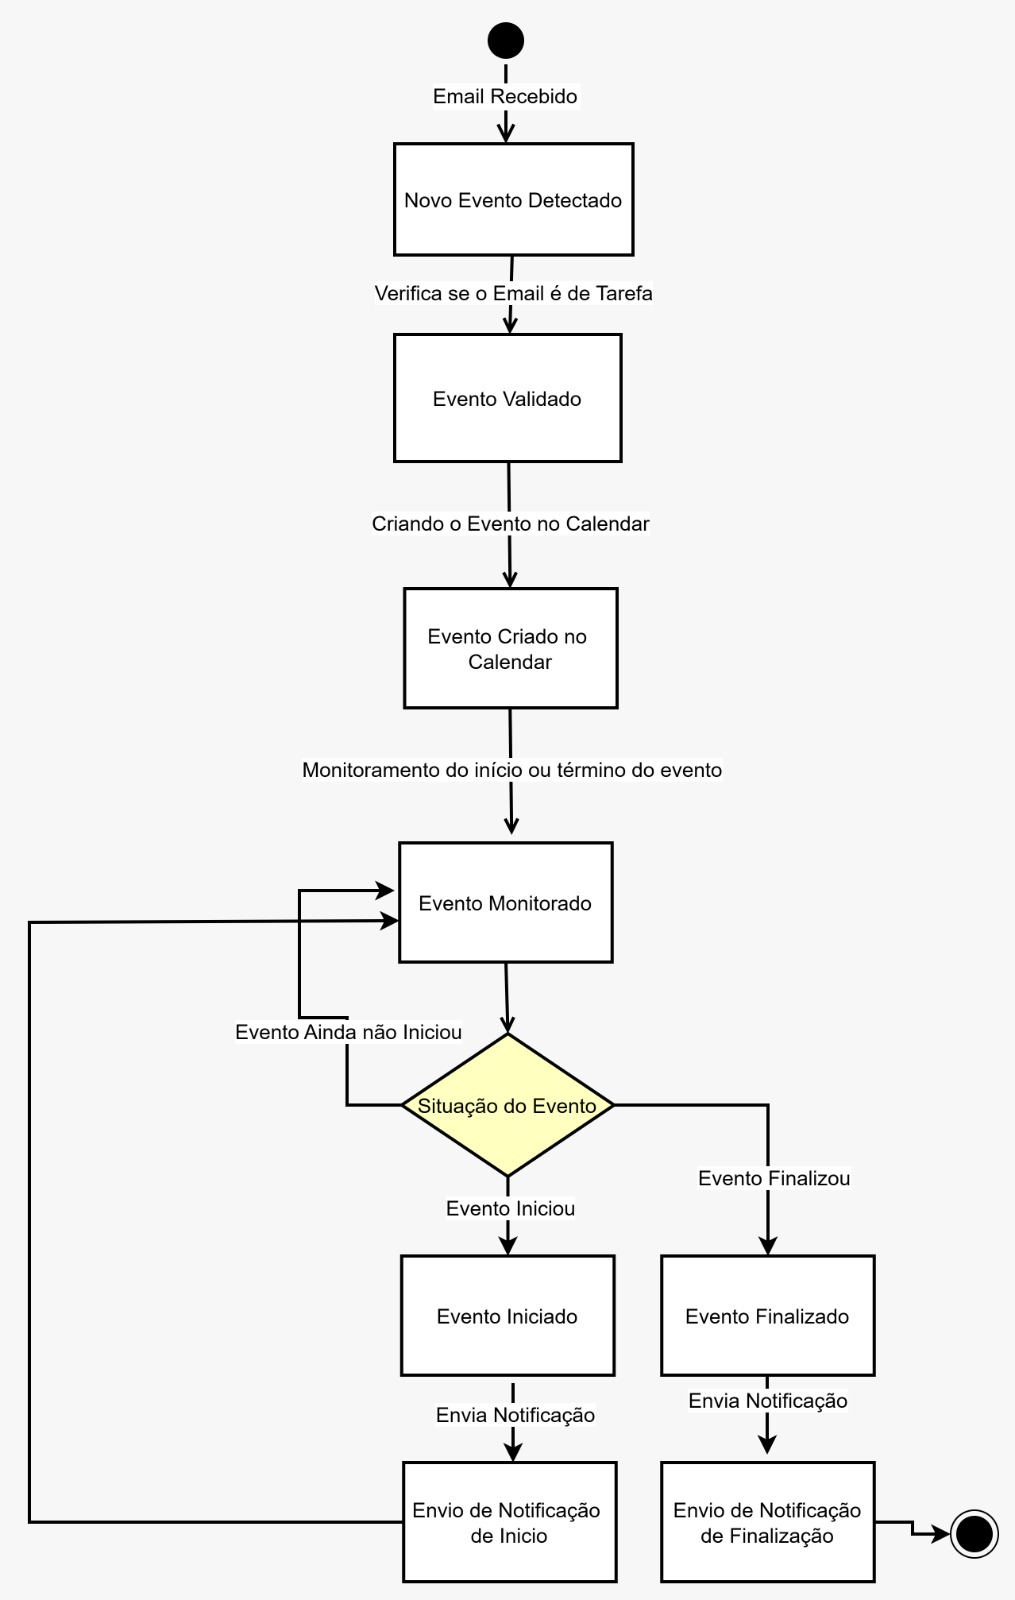 Email Recebido
Novo Evento Detectado
Verifica se o Email é de Tarefa
Evento Validado
Criando o Evento no Calendar
Evento Criado no
Calendar
Monitoramento do início ou término do evento
Evento Monitorado
Evento Ainda não Iniciou
Situação do Evento
Evento Finalizou
Evento Iniciou
Evento Iniciado
Evento Finalizado
Envia Notificação
Envia Notificação
Envio de Notificação
de Inicio
Envio de Notificação
de Finalização